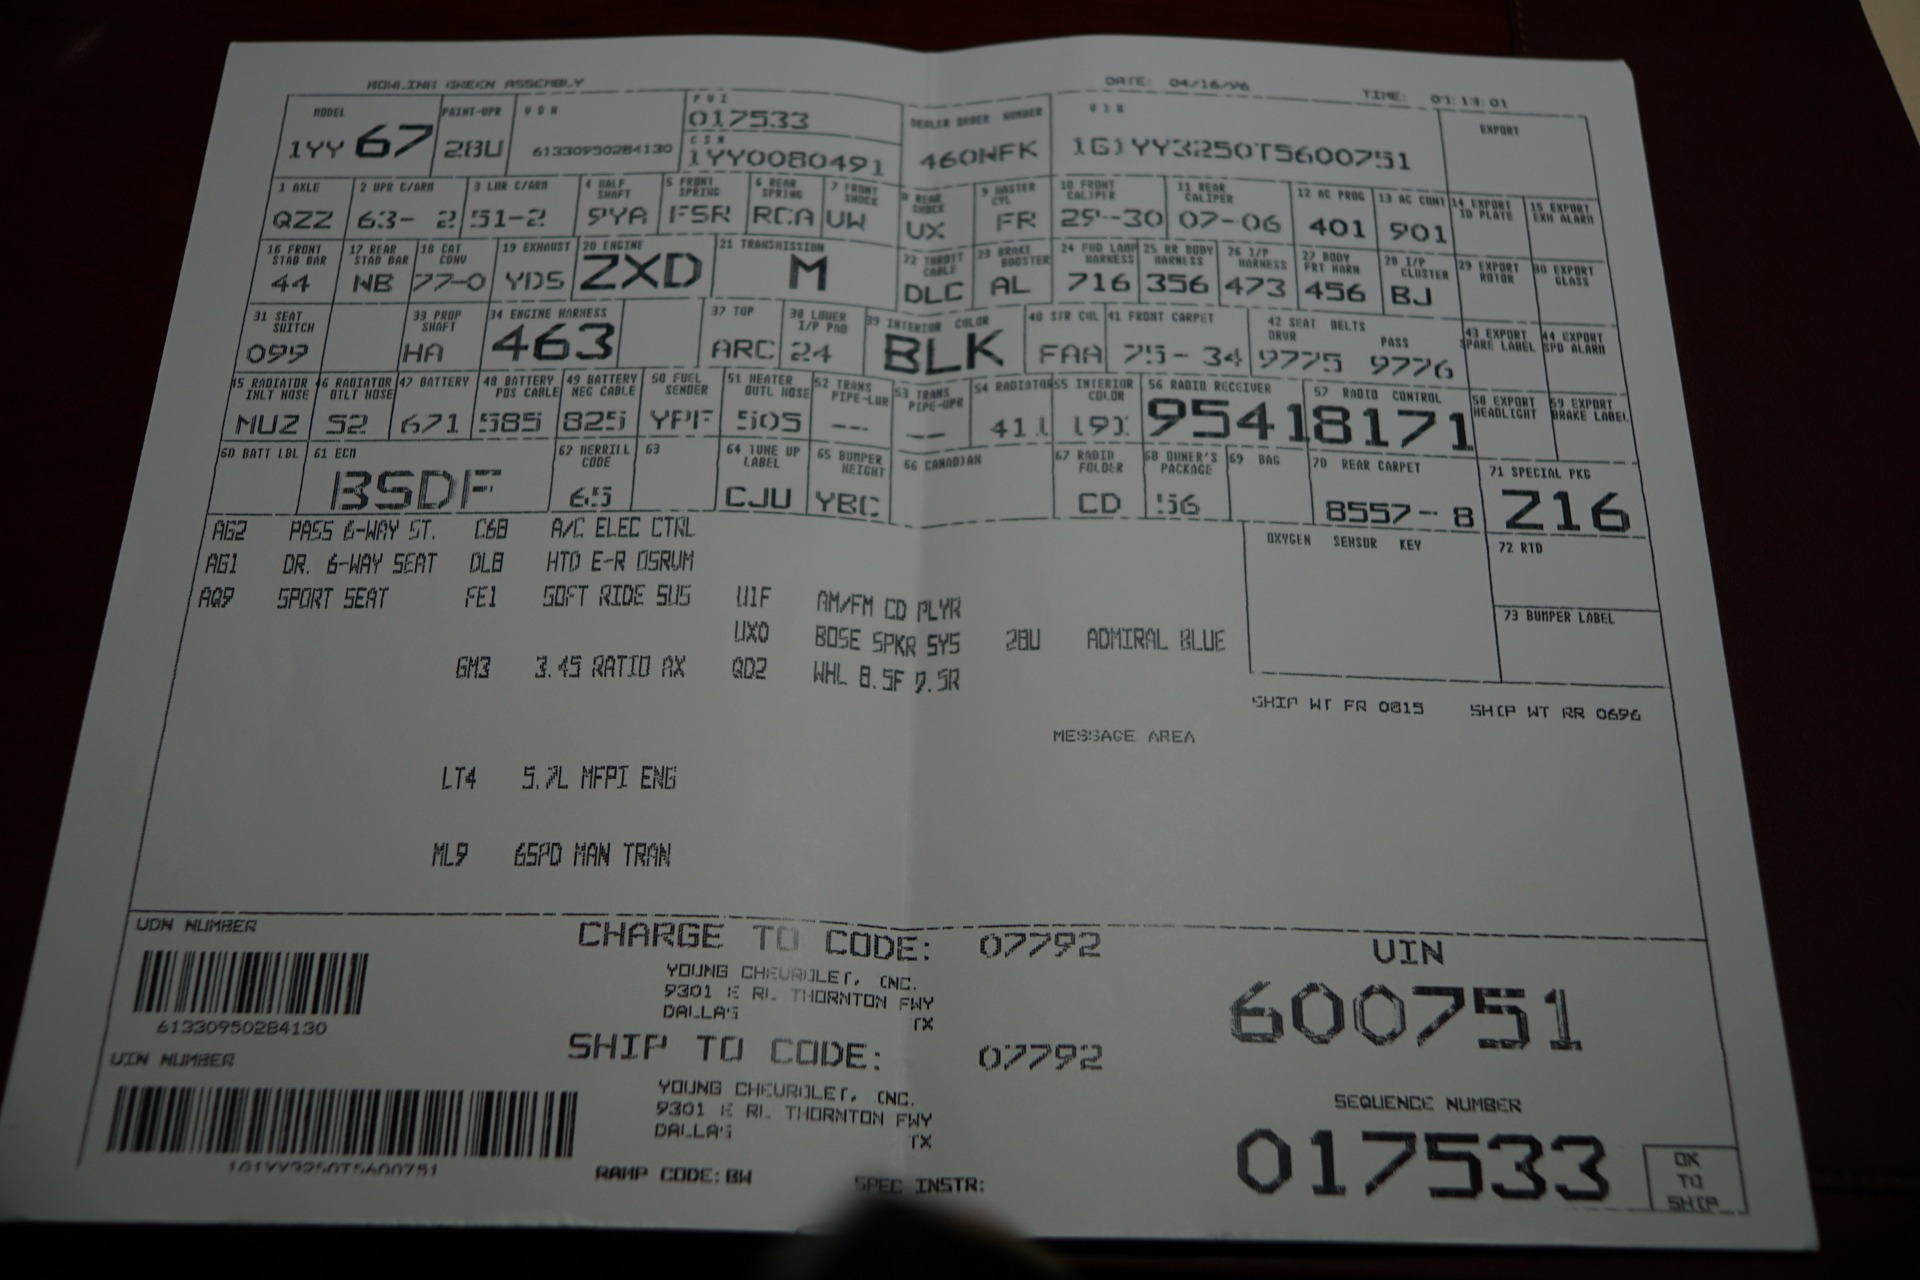 BOWLING GREEN ASSEMBLY DATE: 04/16/96 TIME: 03:13:01
MODEL PAINT-UPR VDN PVI DEALER ORDER NUMBER VIN EXPORT
1YY 67 28U 61330950284130 017533 460NFK 1G1YY3250T5600751
CSN
1YY0080491
1 AXLE 2 UPR C/ARM 3 LWR C/ARM 4 HALF SHAFT 5 FRONT SPRING 6 REAR SPRING 7 FRONT SHOCK 8 REAR SHOCK 9 MASTER CYL 10 FRONT CALIPER 11 REAR CALIPER 12 AC PROG 13 AC CONT 14 EXPORT ID PLATE 15 EXPORT EXH ALARM
QZZ 63- 2 51-2 9YA FSR RCA UW UX FR 29-30 07-06 401 901
16 FRONT STAB BAR 17 REAR STAB BAR 18 CAT CONV 19 EXHAUST 20 ENGINE 21 TRANSMISSION 22 THROTT CABLE 23 BRAKE BOOSTER 24 FWD LAMP HARNESS 25 RR BODY HARNESS 26 I/P HARNESS 27 BODY FRT HARN 28 I/P CLUSTER 29 EXPORT ROTOR 30 EXPORT GLASS
44 NB 77-0 YDS ZXD M DLC AL 716 356 473 456 BJ
31 SEAT SWITCH 33 PROP SHAFT 34 ENGINE HARNESS 37 TOP 38 LOWER I/P PAD 39 INTERIOR COLOR 40 STR COL 41 FRONT CARPET 42 SEAT BELTS DRVR PASS 43 EXPORT SPARE LABEL 44 EXPORT SPD ALARM
099 HA 463 ARC 24 BLK FAA 75-34 9775 9776
45 RADIATOR INLT HOSE 46 RADIATOR OTLT HOSE 47 BATTERY 48 BATTERY POS CABLE 49 BATTERY NEG CABLE 50 FUEL SENDER 51 HEATER OUTL HOSE 52 TRANS PIPE-LWR 53 TRANS PIPE-UPR 54 RADIATOR 55 INTERIOR COLOR 56 RADIO RECEIVER 57 RADIO CONTROL 58 EXPORT HEADLIGHT 59 EXPORT BRAKE LABEL
MUZ S2 671 585 825 YPF 505 --- -- 411 191 9541 8171
60 BATT LBL 61 ECM 62 MERRILL CODE 63 64 TUNE UP LABEL 65 BUMPER HEIGHT 66 CANADIAN 67 RADIO FOLDER 68 OWNER'S PACKAGE 69 BAG 70 REAR CARPET 71 SPECIAL PKG
BSDF 65 CJU YBC CD 56 8557- 8 Z16
AG2 PASS 6-WAY ST. C68 A/C ELEC CTRL OXYGEN SENSOR KEY 72 RTD
AG1 DR. 6-WAY SEAT DL8 HTD E-R OSRVM
AQ9 SPORT SEAT FE1 SOFT RIDE SUS U1F AM/FM CD PLYR 73 BUMPER LABEL
UX0 BOSE SPKR SYS 28U ADMIRAL BLUE
GM3 3.45 RATIO AX QD2 WHL 8.5F 9.5R
SHIP WT FR 0815 SHIP WT RR 0696
MESSAGE AREA
LT4 5.7L MFPI ENG
ML9 6SPD MAN TRAN
VDN NUMBER CHARGE TO CODE: 07792 VIN
YOUNG CHEVROLET, INC. 600751
9301 E RL THORNTON FWY
DALLAS TX
61330950284130
VIN NUMBER SHIP TO CODE: 07792
YOUNG CHEVROLET, INC. SEQUENCE NUMBER
9301 E RL THORNTON FWY 017533
DALLAS TX
1G1YY3250T5600751
RAMP CODE: BW SPEC INSTR: OK TO SHIP